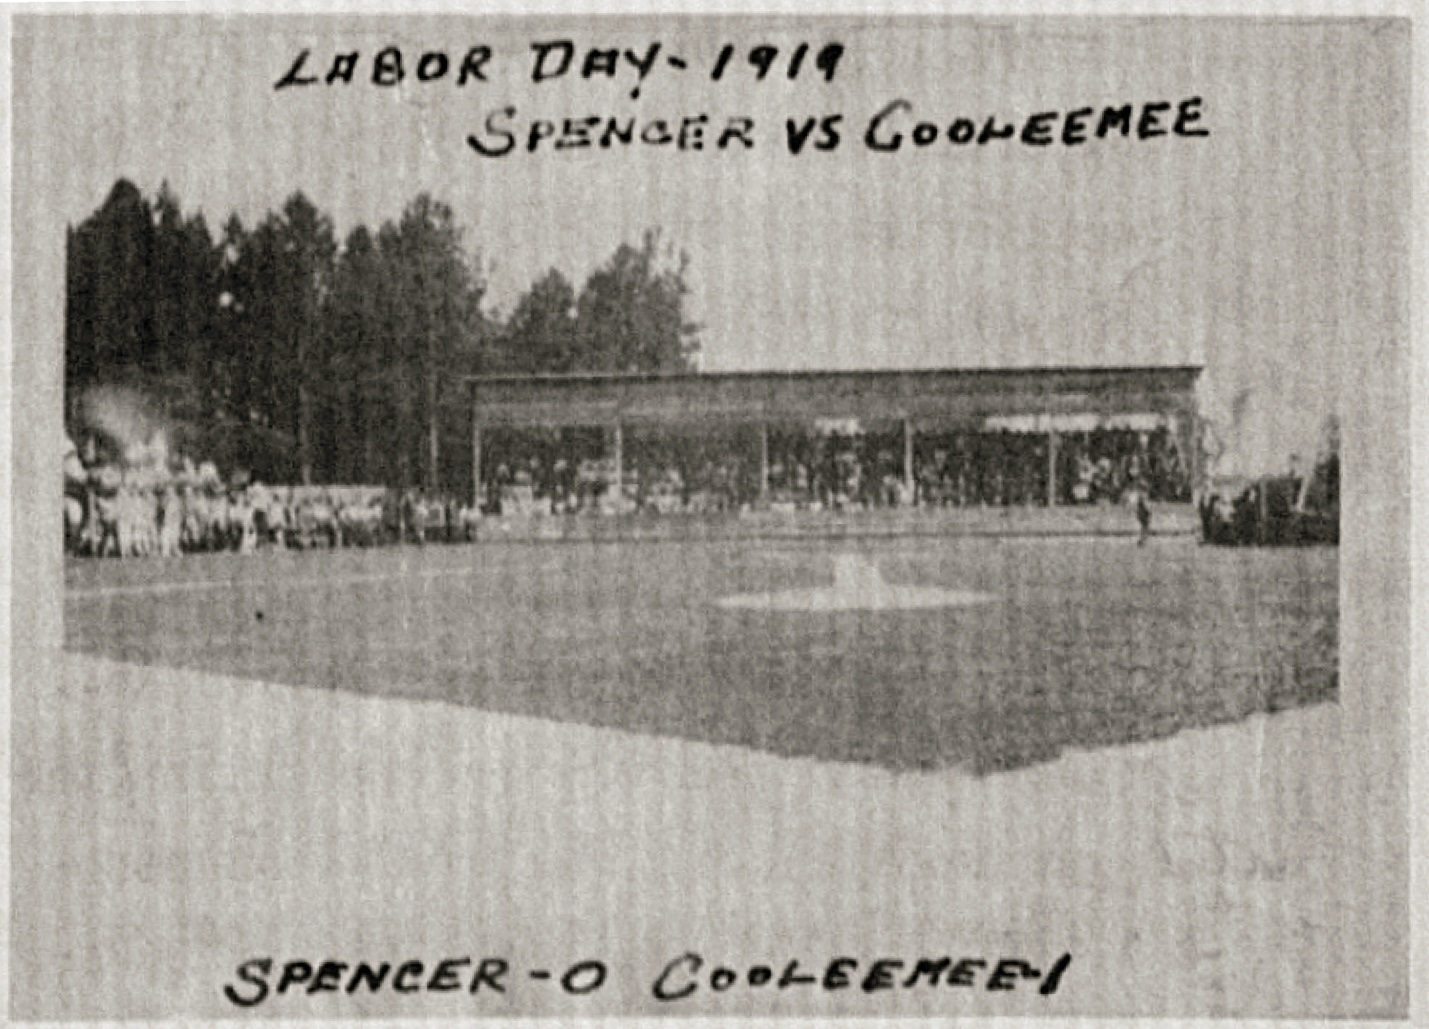 LABOR DAY-1919
SPENCER VS COOLEEMEE
SPENCER-0 COOLEEMEE-1